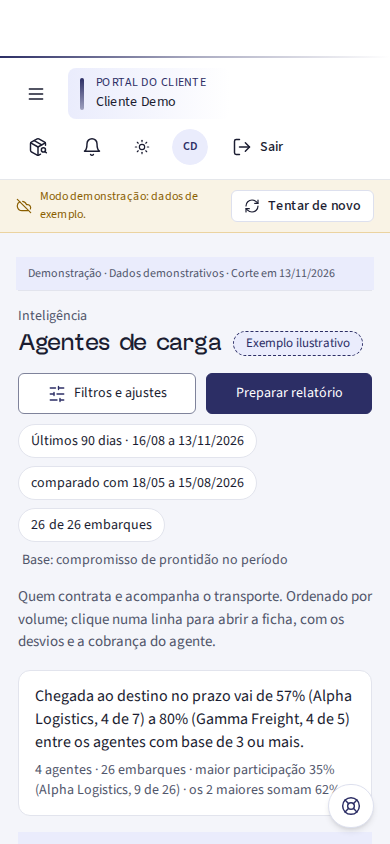 PORTAL DO CLIENTE
Cliente Demo
CD
Sair
Modo demonstração: dados de
exemplo.
Tentar de novo
Demonstração · Dados demonstrativos · Corte em 13/11/2026
Inteligência
Agentes de carga
Exemplo ilustrativo
Filtros e ajustes
Preparar relatório
Últimos 90 dias · 16/08 a 13/11/2026
comparado com 18/05 a 15/08/2026
26 de 26 embarques
Base: compromisso de prontidão no período
Quem contrata e acompanha o transporte. Ordenado por
volume; clique numa linha para abrir a ficha, com os
desvios e a cobrança do agente.
Chegada ao destino no prazo vai de 57% (Alpha
Logistics, 4 de 7) a 80% (Gamma Freight, 4 de 5)
entre os agentes com base de 3 ou mais.
4 agentes · 26 embarques · maior participação 35%
(Alpha Logistics, 9 de 26) · os 2 maiores somam 62%